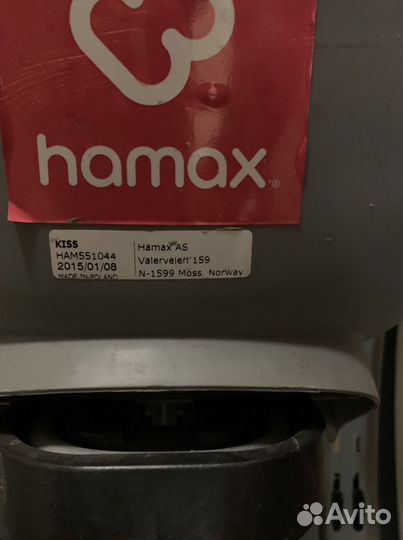 hamax®
KISS
HAM551044
2015/01/08
MADE-IN-POLAND
Hamax AS
Valerveien 159
N-1599 Moss, Norway
Avito